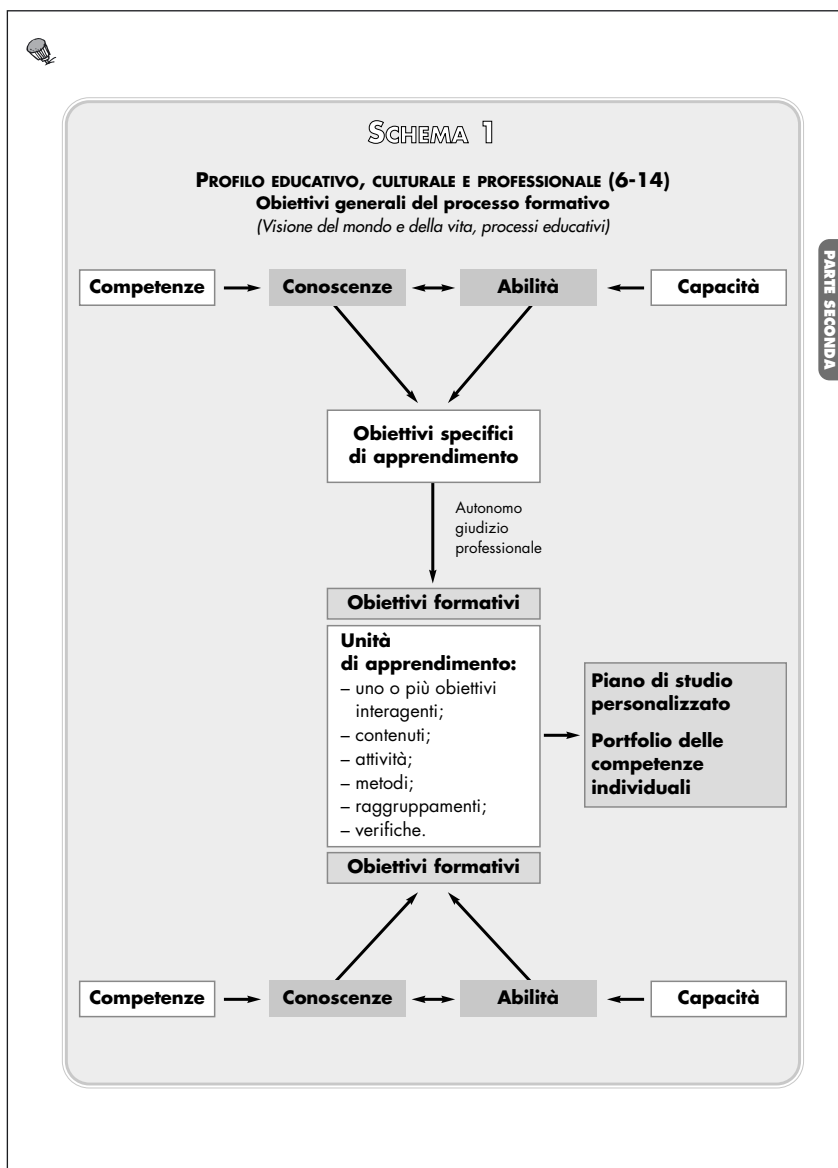 SCHEMA 1
PROFILO EDUCATIVO, CULTURALE E PROFESSIONALE (6-14)
Obiettivi generali del processo formativo
(Visione del mondo e della vita, processi educativi)
PARTE SECONDA
Competenze Conoscenze Abilità Capacità
Obiettivi specifici
di apprendimento
Autonomo
giudizio
professionale
Obiettivi formativi
Unità
di apprendimento:
– uno o più obiettivi
interagenti;
– contenuti;
– attività;
– metodi;
– raggruppamenti;
– verifiche.
Piano di studio
personalizzato
Portfolio delle
competenze
individuali
Obiettivi formativi
Competenze Conoscenze Abilità Capacità